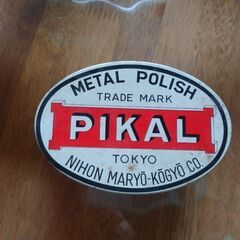 METAL POLISH
TRADE MARK
PIKAL
TOKYO
NIHON MARYŌ-KŌGYŌ CO.